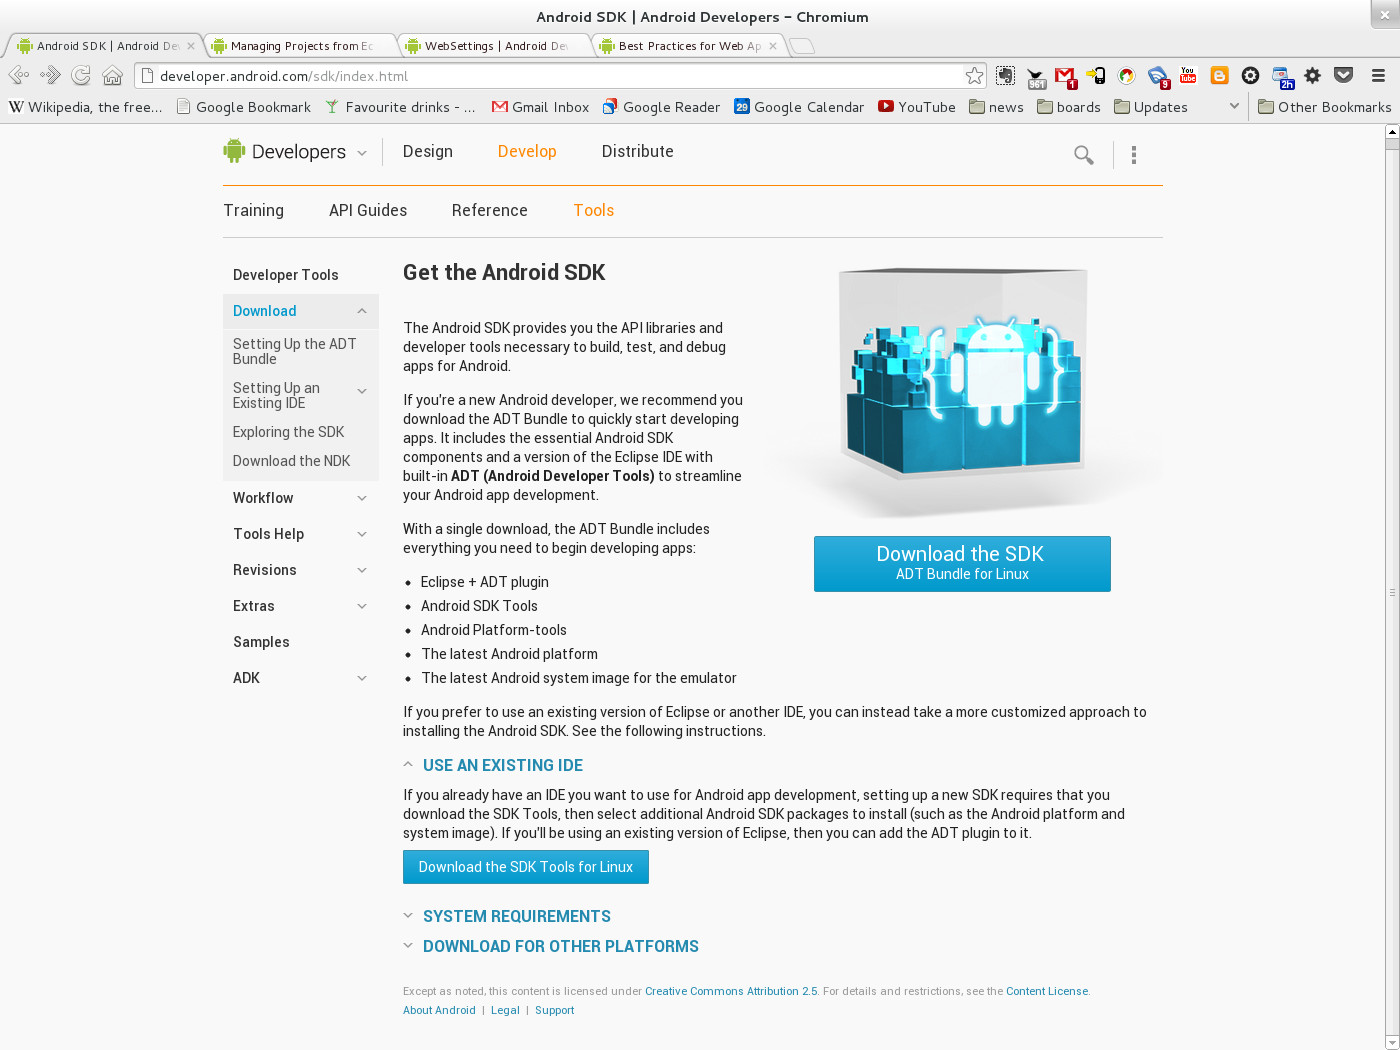 Android SDK | Android Developers - Chromium
Android SDK | Android De
Managing Projects from Ec
WebSettings | Android De
Best Practices for Web Ap
developer.android.com/sdk/index.html
961
1
9
You Tube
2h
Wikipedia, the free...
Google Bookmark
Favourite drinks - ...
Gmail Inbox
Google Reader
29 Google Calendar
YouTube
news
boards
Updates
Other Bookmarks
Developers
Design
Develop
Distribute
Training
API Guides
Reference
Tools
Developer Tools
Download
Setting Up the ADT
Bundle
Setting Up an
Existing IDE
Exploring the SDK
Download the NDK
Workflow
Tools Help
Revisions
Extras
Samples
ADK
Get the Android SDK
The Android SDK provides you the API libraries and
developer tools necessary to build, test, and debug
apps for Android.
If you're a new Android developer, we recommend you
download the ADT Bundle to quickly start developing
apps. It includes the essential Android SDK
components and a version of the Eclipse IDE with
built-in ADT (Android Developer Tools) to streamline
your Android app development.
With a single download, the ADT Bundle includes
everything you need to begin developing apps:
• Eclipse + ADT plugin
• Android SDK Tools
• Android Platform-tools
• The latest Android platform
• The latest Android system image for the emulator
Download the SDK
ADT Bundle for Linux
If you prefer to use an existing version of Eclipse or another IDE, you can instead take a more customized approach to
installing the Android SDK. See the following instructions.
USE AN EXISTING IDE
If you already have an IDE you want to use for Android app development, setting up a new SDK requires that you
download the SDK Tools, then select additional Android SDK packages to install (such as the Android platform and
system image). If you'll be using an existing version of Eclipse, then you can add the ADT plugin to it.
Download the SDK Tools for Linux
SYSTEM REQUIREMENTS
DOWNLOAD FOR OTHER PLATFORMS
Except as noted, this content is licensed under Creative Commons Attribution 2.5. For details and restrictions, see the Content License.
About Android | Legal | Support